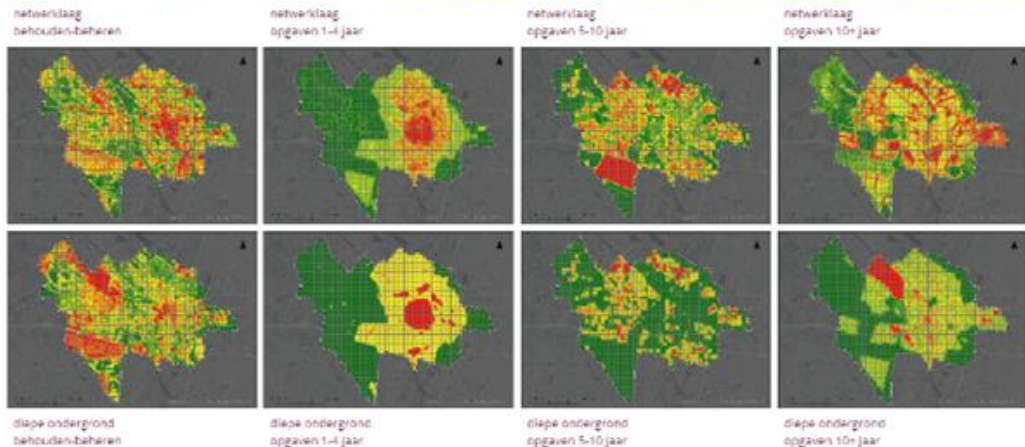 netwerklaag
behouden-beheren
netwerklaag
opgaven 1-4 jaar
netwerklaag
opgaven 5-10 jaar
netwerklaag
opgaven 10+ jaar
diepe ondergrond
behouden-beheren
diepe ondergrond
opgaven 1-4 jaar
diepe ondergrond
opgaven 5-10 jaar
diepe ondergrond
opgaven 10+ jaar